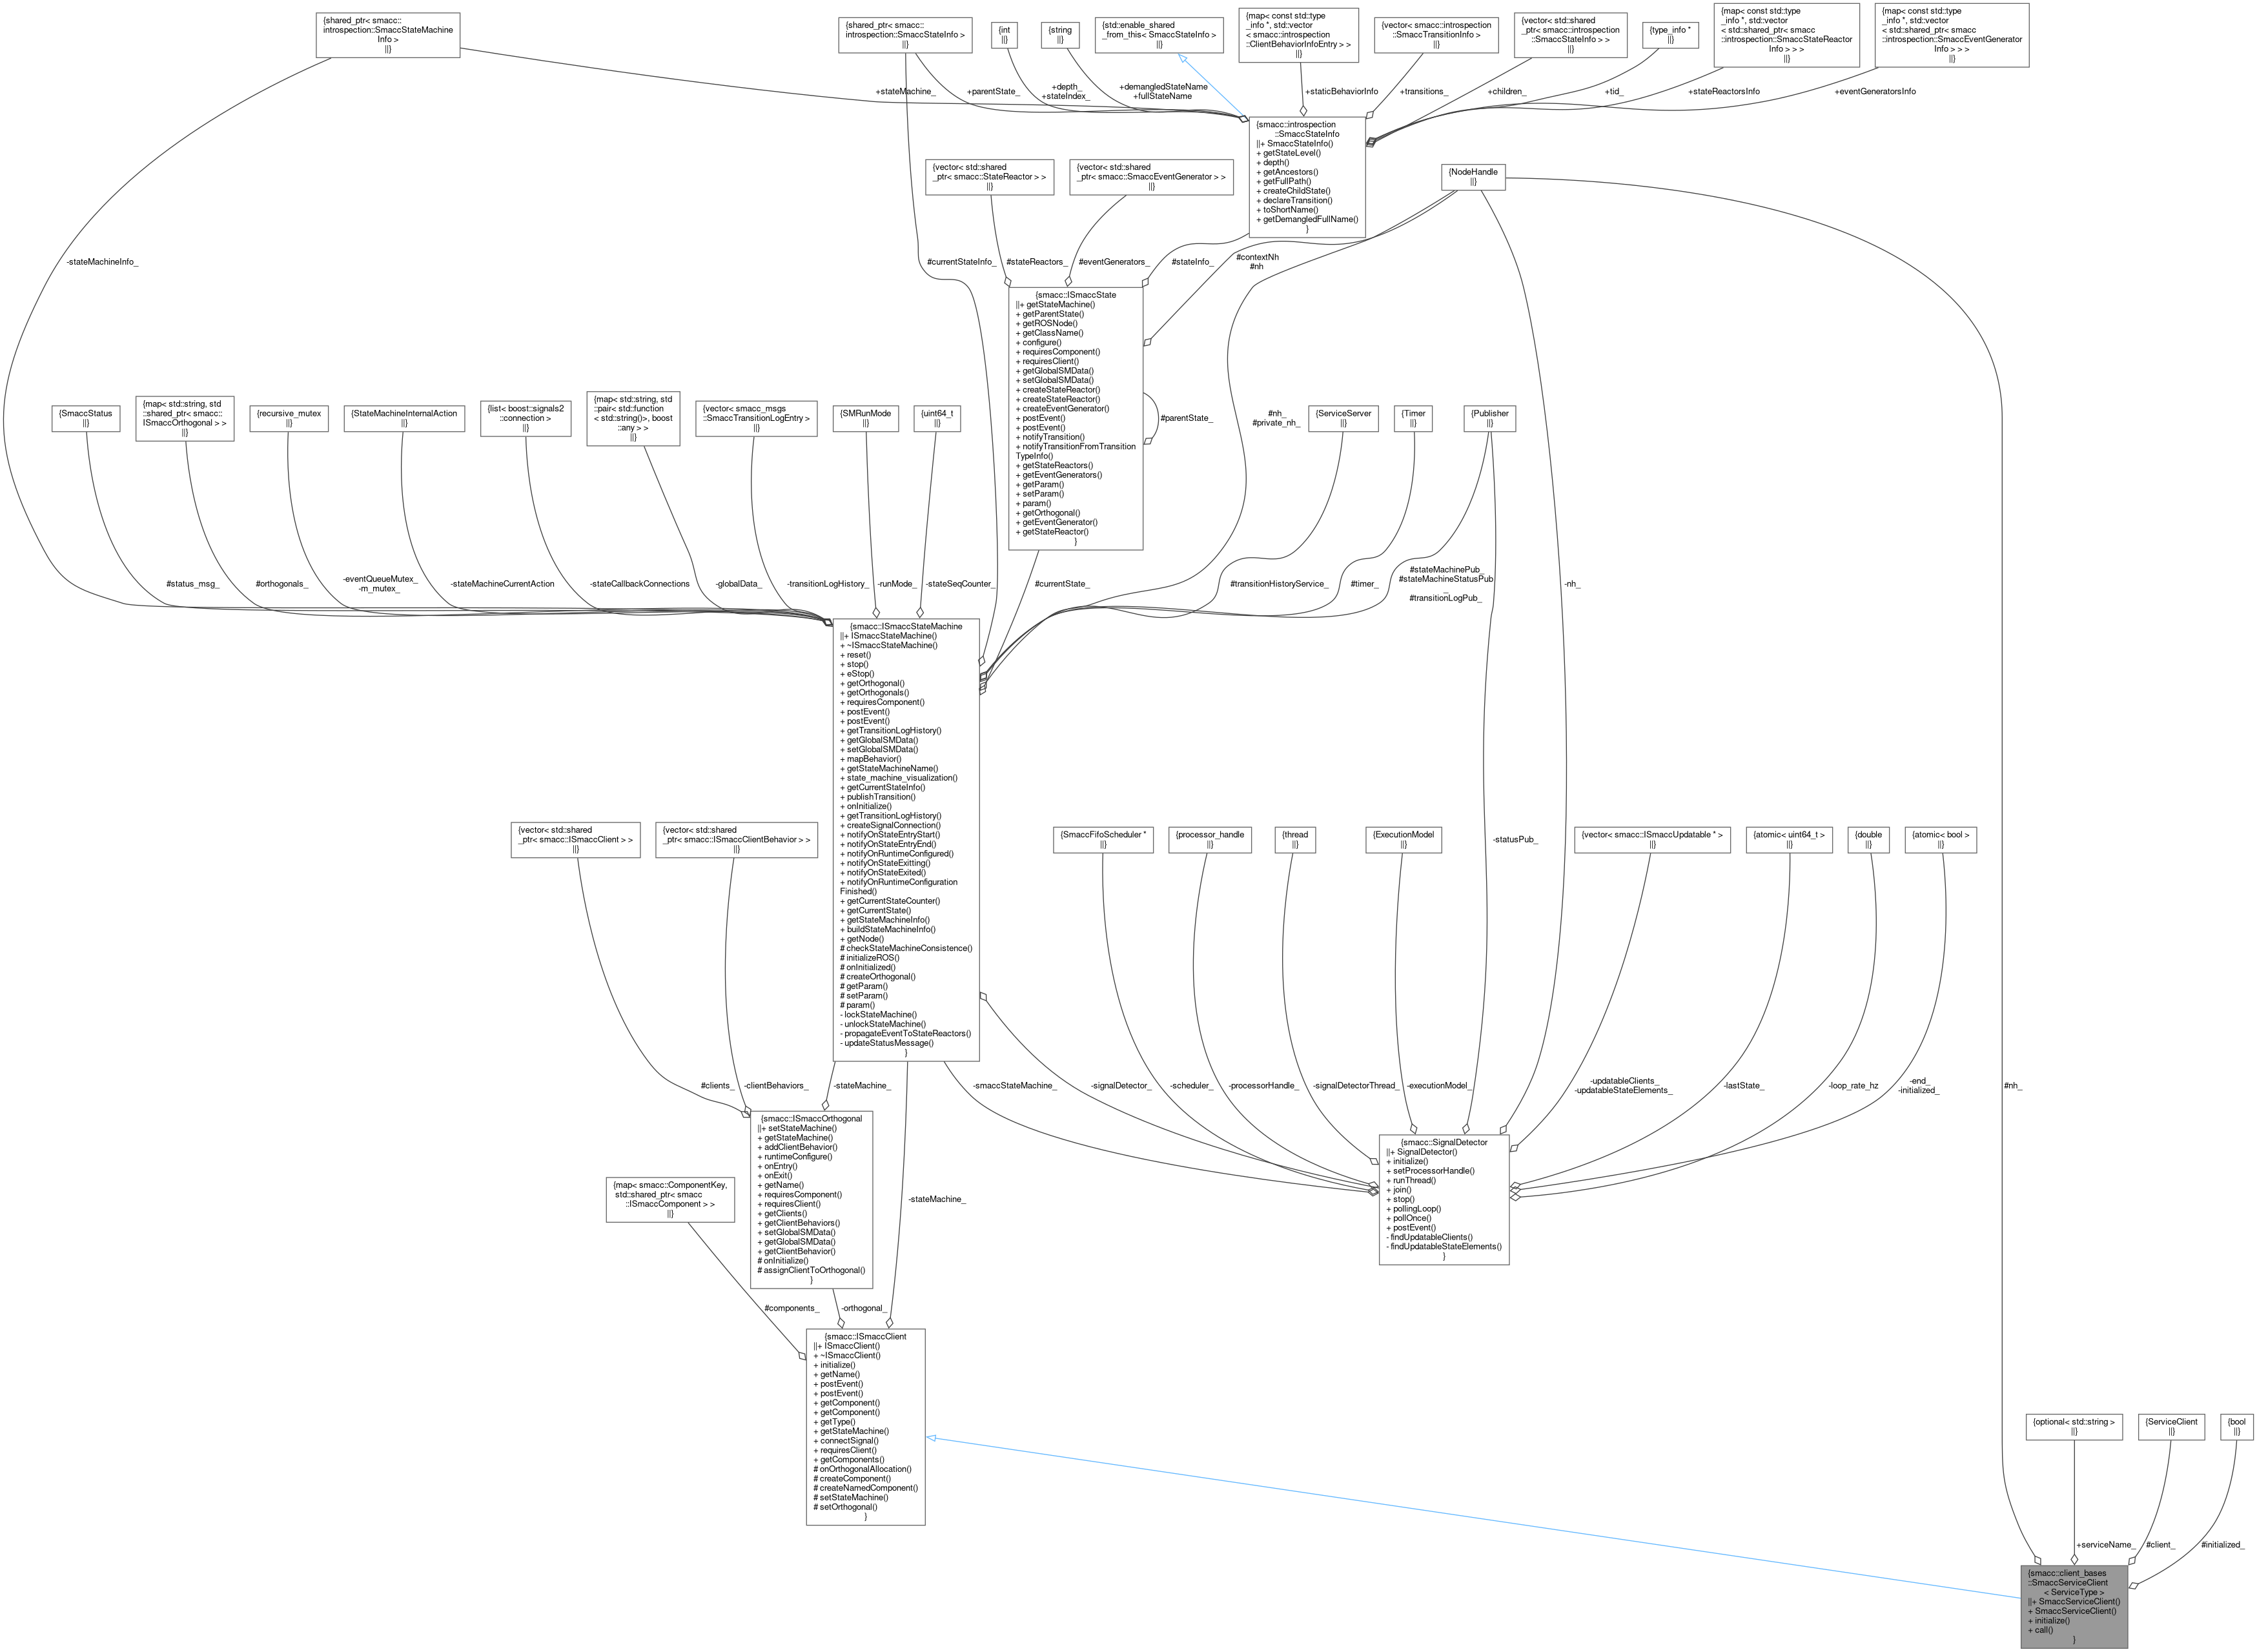 {shared_ptr< smacc::
introspection::SmaccStateMachine
Info >
||}
{shared_ptr< smacc::
introspection::SmaccStateInfo >
||}
{int
||}
{string
||}
{std::enable_shared
_from_this< SmaccStateInfo >
||}
{map< const std::type
_info *, std::vector
< smacc::introspection
::ClientBehaviorInfoEntry > >
||}
{vector< smacc::introspection
::SmaccTransitionInfo >
||}
{vector< std::shared
_ptr< smacc::introspection
::SmaccStateInfo > >
||}
{type_info *
||}
{map< const std::type
_info *, std::vector
< std::shared_ptr< smacc
::introspection::SmaccStateReactor
Info > > >
||}
{map< const std::type
_info *, std::vector
< std::shared_ptr< smacc
::introspection::SmaccEventGenerator
Info > > >
||}
+stateMachine_
+parentState_
+depth_
+stateIndex_
+demangledStateName
+fullStateName
+staticBehaviorInfo
+transitions_
+children_
+tid_
+stateReactorsInfo
+eventGeneratorsInfo
{smacc::introspection
::SmaccStateInfo
||+ SmaccStateInfo()
+ getStateLevel()
+ depth()
+ getAncestors()
+ getFullPath()
+ createChildState()
+ declareTransition()
+ toShortName()
+ getDemangledFullName()
}
{vector< std::shared
_ptr< smacc::StateReactor > >
||}
{vector< std::shared
_ptr< smacc::SmaccEventGenerator > >
||}
{NodeHandle
||}
-stateMachineInfo_
#currentStateInfo_
#stateReactors_
#eventGenerators_
#stateInfo_
#contextNh
#nh
{smacc::ISmaccState
||+ getStateMachine()
+ getParentState()
+ getROSNode()
+ getClassName()
+ configure()
+ requiresComponent()
+ requiresClient()
+ getGlobalSMData()
+ setGlobalSMData()
+ createStateReactor()
+ createStateReactor()
+ createEventGenerator()
+ postEvent()
+ postEvent()
+ notifyTransition()
+ notifyTransitionFromTransition
TypeInfo()
+ getStateReactors()
+ getEventGenerators()
+ getParam()
+ setParam()
+ param()
+ getOrthogonal()
+ getEventGenerator()
+ getStateReactor()
}
#parentState_
#nh_
#private_nh_
{SmaccStatus
||}
{map< std::string, std
::shared_ptr< smacc::
ISmaccOrthogonal > >
||}
{recursive_mutex
||}
{StateMachineInternalAction
||}
{list< boost::signals2
::connection >
||}
{map< std::string, std
::pair< std::function
< std::string()>, boost
::any > >
||}
{vector< smacc_msgs
::SmaccTransitionLogEntry >
||}
{SMRunMode
||}
{uint64_t
||}
{ServiceServer
||}
{Timer
||}
{Publisher
||}
#status_msg_
#orthogonals_
-eventQueueMutex_
-m_mutex_
-stateMachineCurrentAction
-stateCallbackConnections
-globalData_
-transitionLogHistory_
-runMode_
-stateSeqCounter_
#currentState_
#transitionHistoryService_
#timer_
#stateMachinePub_
#stateMachineStatusPub
_
#transitionLogPub_
-nh_
{smacc::ISmaccStateMachine
||+ ISmaccStateMachine()
+ ~ISmaccStateMachine()
+ reset()
+ stop()
+ eStop()
+ getOrthogonal()
+ getOrthogonals()
+ requiresComponent()
+ postEvent()
+ postEvent()
+ getTransitionLogHistory()
+ getGlobalSMData()
+ setGlobalSMData()
+ mapBehavior()
+ getStateMachineName()
+ state_machine_visualization()
+ getCurrentStateInfo()
+ publishTransition()
+ onInitialize()
+ getTransitionLogHistory()
+ createSignalConnection()
+ notifyOnStateEntryStart()
+ notifyOnStateEntryEnd()
+ notifyOnRuntimeConfigured()
+ notifyOnStateExitting()
+ notifyOnStateExited()
+ notifyOnRuntimeConfiguration
Finished()
+ getCurrentStateCounter()
+ getCurrentState()
+ getStateMachineInfo()
+ buildStateMachineInfo()
+ getNode()
# checkStateMachineConsistence()
# initializeROS()
# onInitialized()
# createOrthogonal()
# getParam()
# setParam()
# param()
- lockStateMachine()
- unlockStateMachine()
- propagateEventToStateReactors()
- updateStatusMessage()
}
{vector< std::shared
_ptr< smacc::ISmaccClient > >
||}
{vector< std::shared
_ptr< smacc::ISmaccClientBehavior > >
||}
{SmaccFifoScheduler *
||}
{processor_handle
||}
{thread
||}
{ExecutionModel
||}
-statusPub_
{vector< smacc::ISmaccUpdatable * >
||}
{atomic< uint64_t >
||}
{double
||}
{atomic< bool >
||}
#clients_
-clientBehaviors_
-stateMachine_
-smaccStateMachine_
-signalDetector_
-scheduler_
-processorHandle_
-signalDetectorThread_
-executionModel_
-updatableClients_
-updatableStateElements_
-lastState_
-loop_rate_hz
-end_
-initialized_
#nh_
{smacc::ISmaccOrthogonal
||+ setStateMachine()
+ getStateMachine()
+ addClientBehavior()
+ runtimeConfigure()
+ onEntry()
+ onExit()
+ getName()
+ requiresComponent()
+ requiresClient()
+ getClients()
+ getClientBehaviors()
+ setGlobalSMData()
+ getGlobalSMData()
+ getClientBehavior()
# onInitialize()
# assignClientToOrthogonal()
}
{smacc::SignalDetector
||+ SignalDetector()
+ initialize()
+ setProcessorHandle()
+ runThread()
+ join()
+ stop()
+ pollingLoop()
+ pollOnce()
+ postEvent()
- findUpdatableClients()
- findUpdatableStateElements()
}
{map< smacc::ComponentKey,
std::shared_ptr< smacc
::ISmaccComponent > >
||}
-stateMachine_
#components_
-orthogonal_
{smacc::ISmaccClient
||+ ISmaccClient()
+ ~ISmaccClient()
+ initialize()
+ getName()
+ postEvent()
+ postEvent()
+ getComponent()
+ getComponent()
+ getType()
+ getStateMachine()
+ connectSignal()
+ requiresClient()
+ getComponents()
# onOrthogonalAllocation()
# createComponent()
# createNamedComponent()
# setStateMachine()
# setOrthogonal()
}
{optional< std::string >
||}
{ServiceClient
||}
{bool
||}
+serviceName_
#client_
#initialized_
{smacc::client_bases
::SmaccServiceClient
< ServiceType >
||+ SmaccServiceClient()
+ SmaccServiceClient()
+ initialize()
+ call()
}